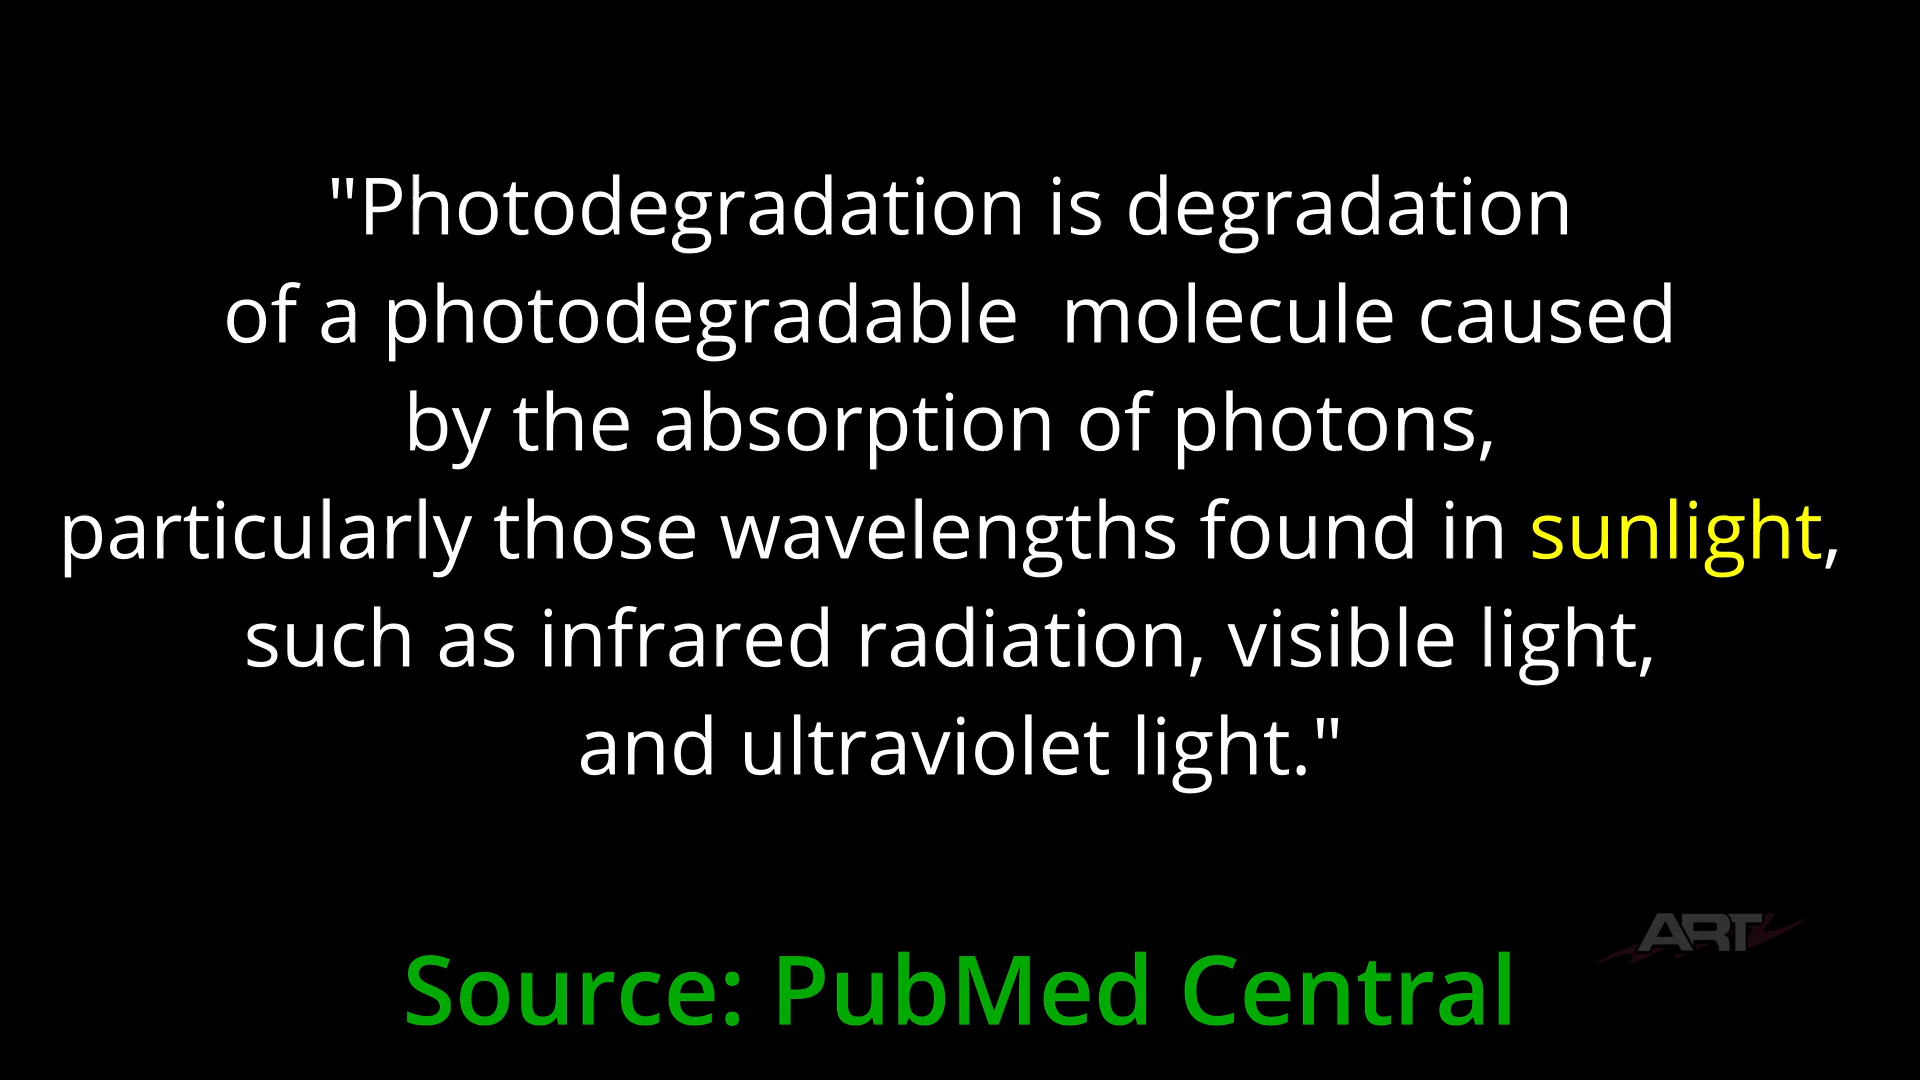 "Photodegradation is degradation
of a photodegradable  molecule caused
by the absorption of photons,
particularly those wavelengths found in sunlight,
such as infrared radiation, visible light,
and ultraviolet light."
ART
Source: PubMed Central